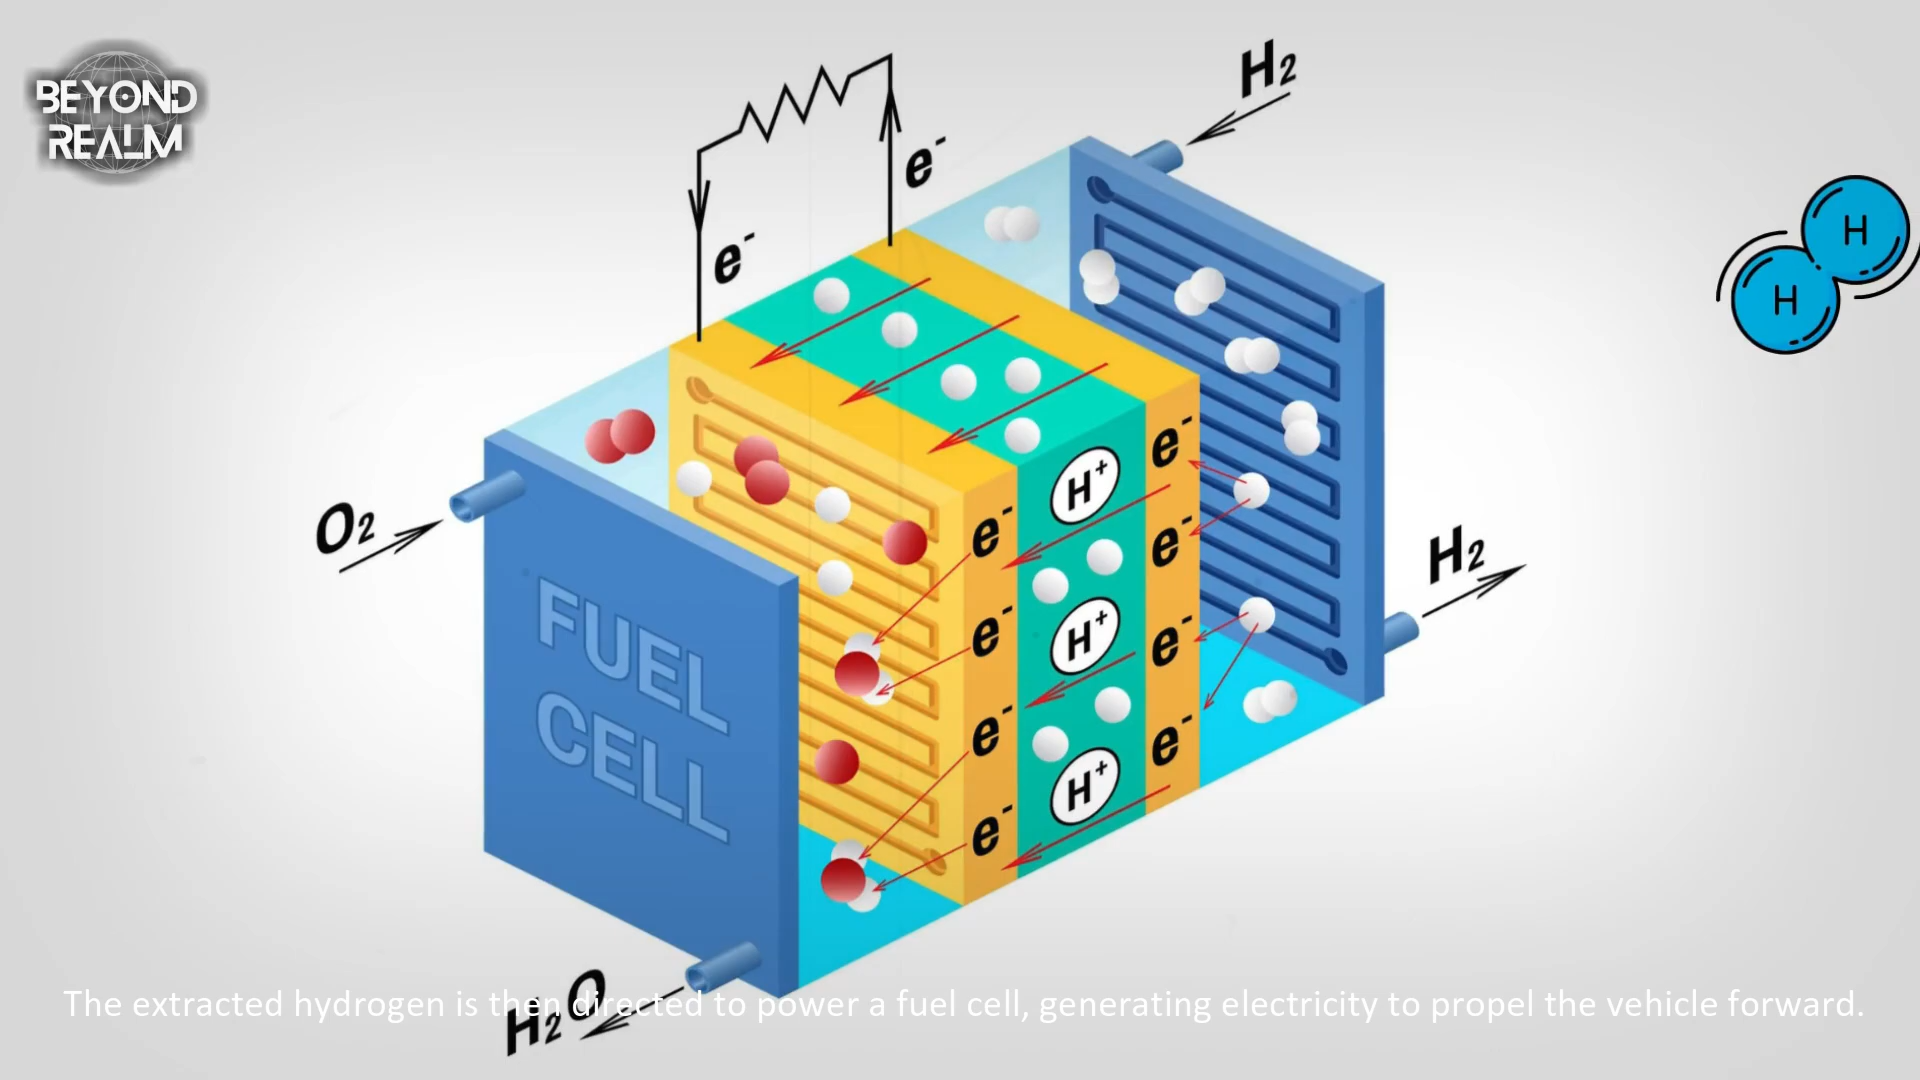 BEYOND
REALM
H2
e-
e-
H
H
O2
e-
e-
e-
e-
e-
e-
e-
e-
H+
H+
H+
H2
FUEL
CELL
H2O
The extracted hydrogen is then directed to power a fuel cell, generating electricity to propel the vehicle forward.